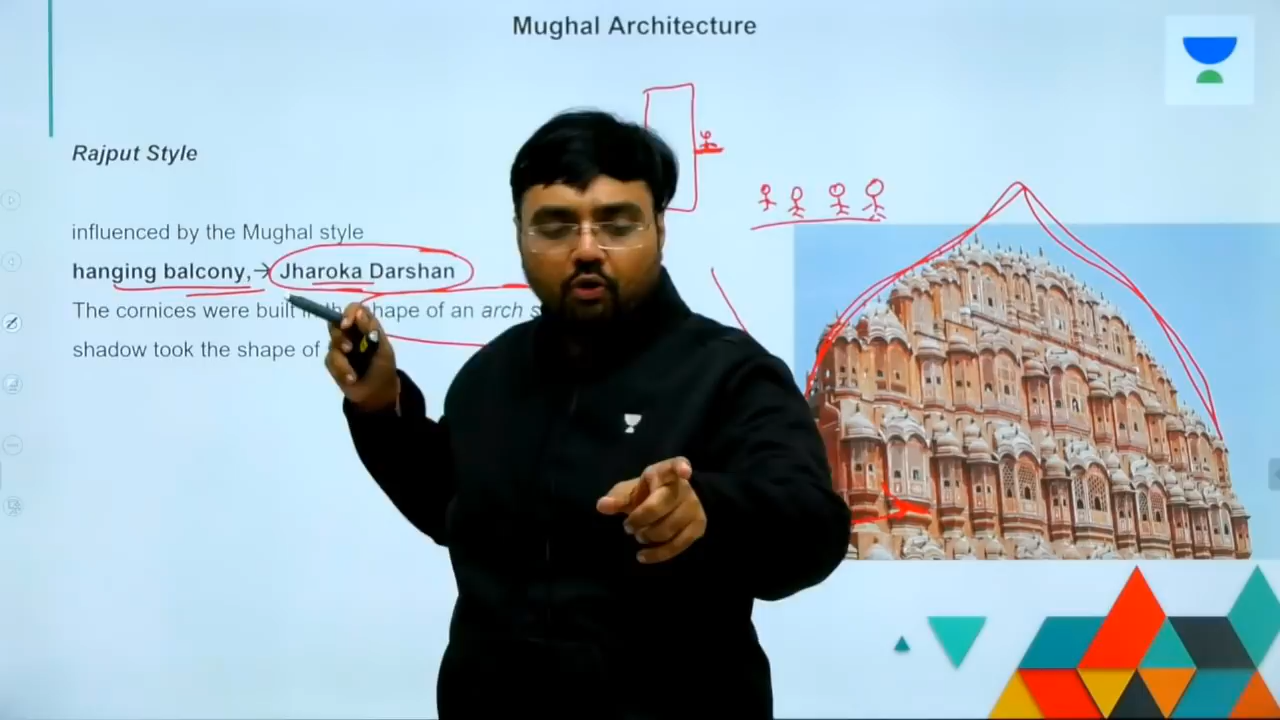 Mughal Architecture
Rajput Style
influenced by the Mughal style
hanging balcony,→ Jharoka Darshan
The cornices were built in the shape of an arch s
shadow took the shape of